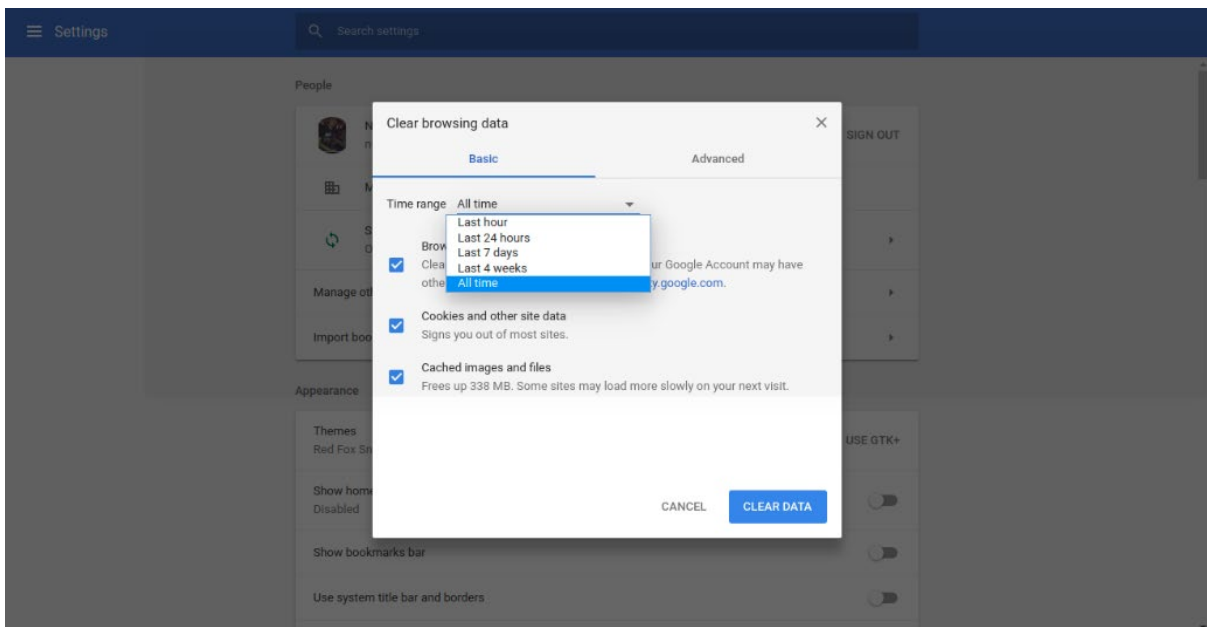 Settings
Search settings
People
SIGN OUT
Clear browsing data
Basic
Advanced
Time range All time
Last hour
Last 24 hours
Last 7 days
Last 4 weeks
All time
ur Google Account may have
y.google.com.
Cookies and other site data
Signs you out of most sites.
Cached images and files
Frees up 338 MB. Some sites may load more slowly on your next visit.
CANCEL
CLEAR DATA
Manage
Import
Appearance
Themes
Red Fox
USE GTK+
Show
Disabled
Show bookmarks bar
Use system title bar and borders